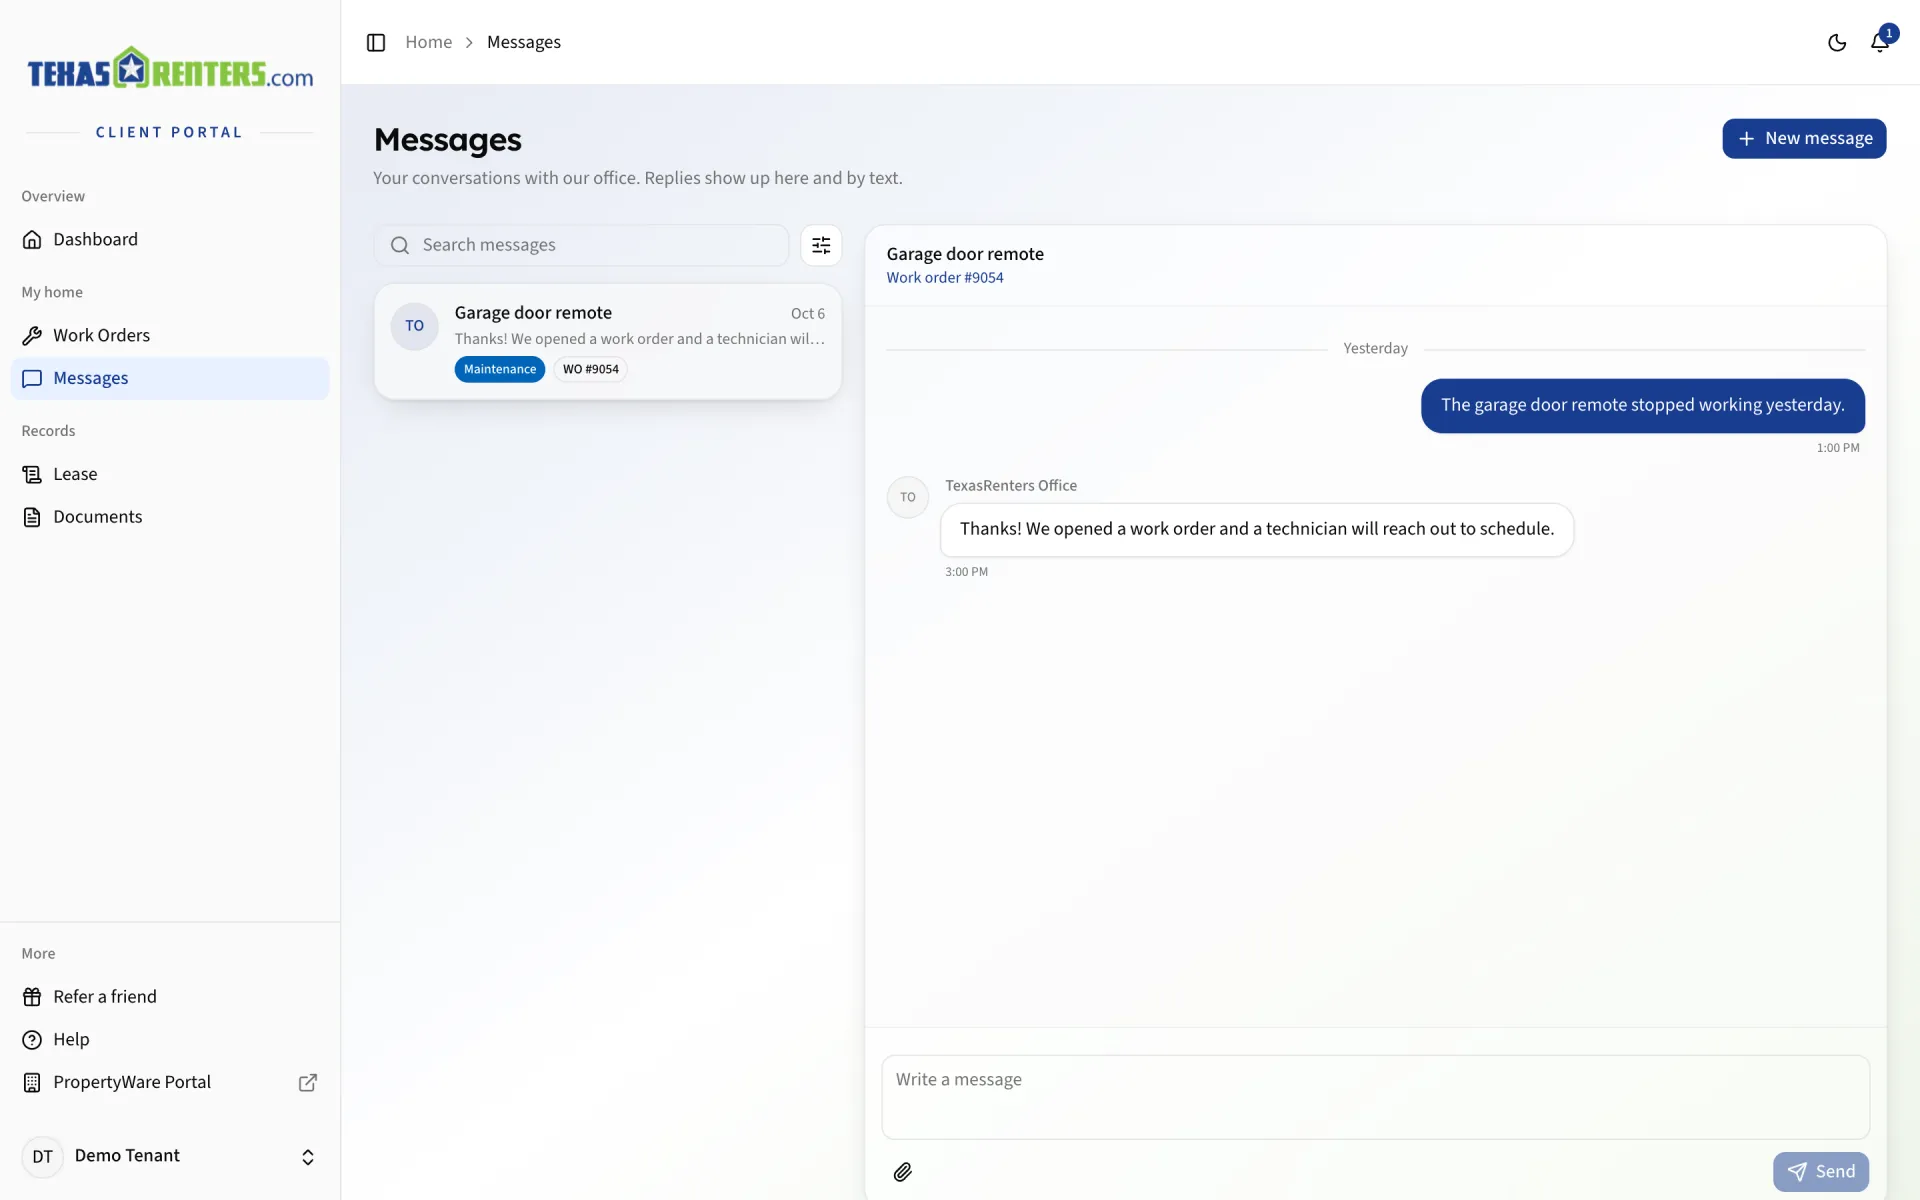 TEXAS RENTERS.com
CLIENT PORTAL
Overview
Dashboard
My home
Work Orders
Messages
Records
Lease
Documents
More
Refer a friend
Help
PropertyWare Portal
DT
Demo Tenant
Home
Messages
1
Messages
Your conversations with our office. Replies show up here and by text.
New message
Search messages
TO
Garage door remote
Oct 6
Thanks! We opened a work order and a technician wil…
Maintenance
WO #9054
Garage door remote
Work order #9054
Yesterday
The garage door remote stopped working yesterday.
1:00 PM
TO
TexasRenters Office
Thanks! We opened a work order and a technician will reach out to schedule.
3:00 PM
Write a message
Send